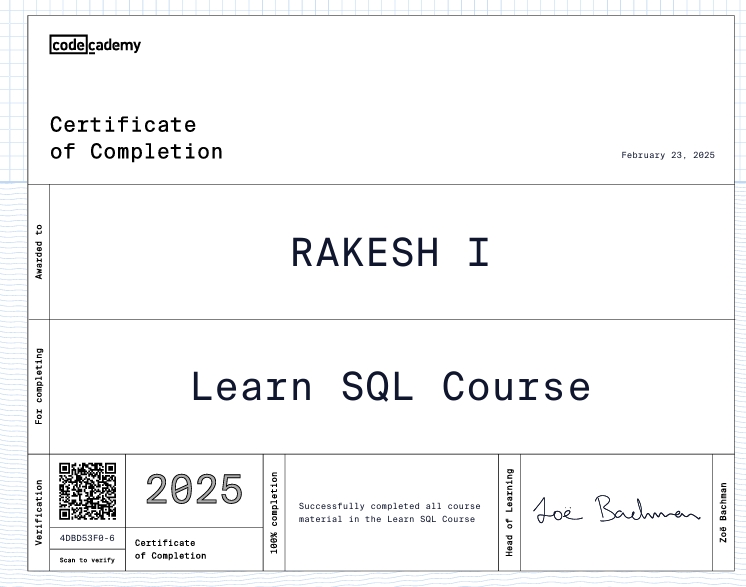 codecademy
Certificate
of Completion
February 23, 2025
Awarded to
RAKESH I
For completing
Learn SQL Course
Verification
4DBD53F0-6
Scan to verify
2025
Certificate
of Completion
100% completion
Successfully completed all course
material in the Learn SQL Course
Head of Learning
Zoë Bachman
Zoë Bachman